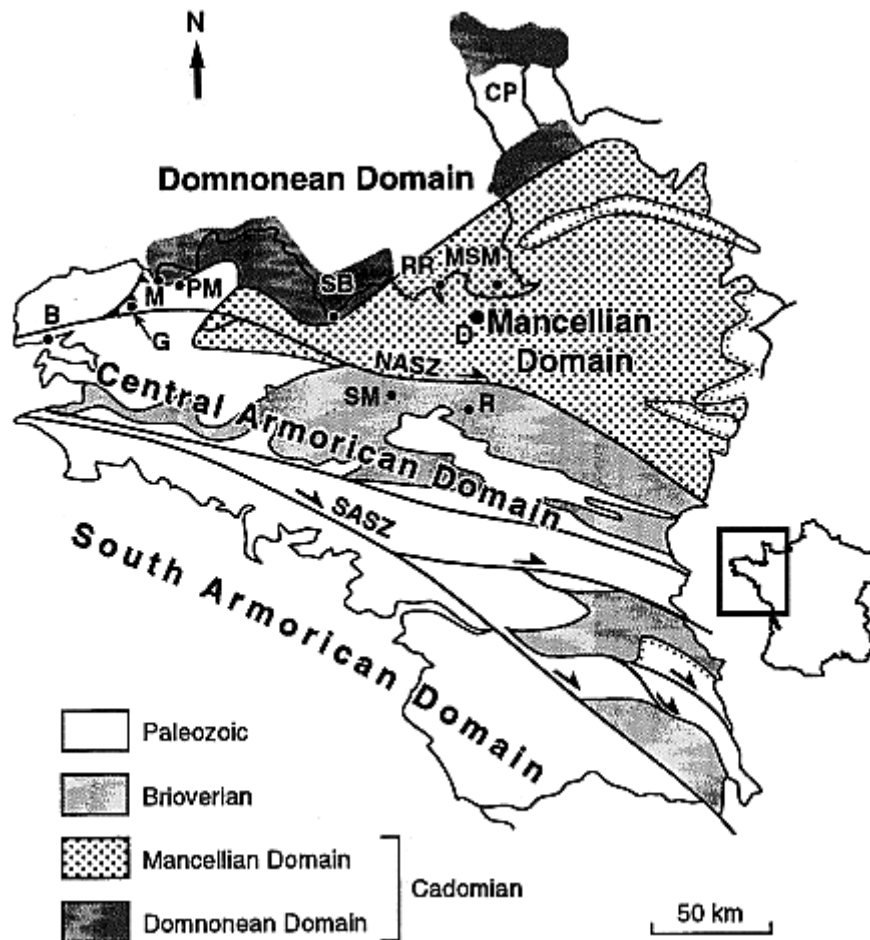 N
CP
Domnonean Domain
RR
MSM
SB
M
PM
B
G
D
Mancellian
Domain
NASZ
SM
R
Central Armorican Domain
SASZ
South Armorican Domain
Paleozoic
Brioverian
Mancellian Domain
Cadomian
Domnonean Domain
50 km